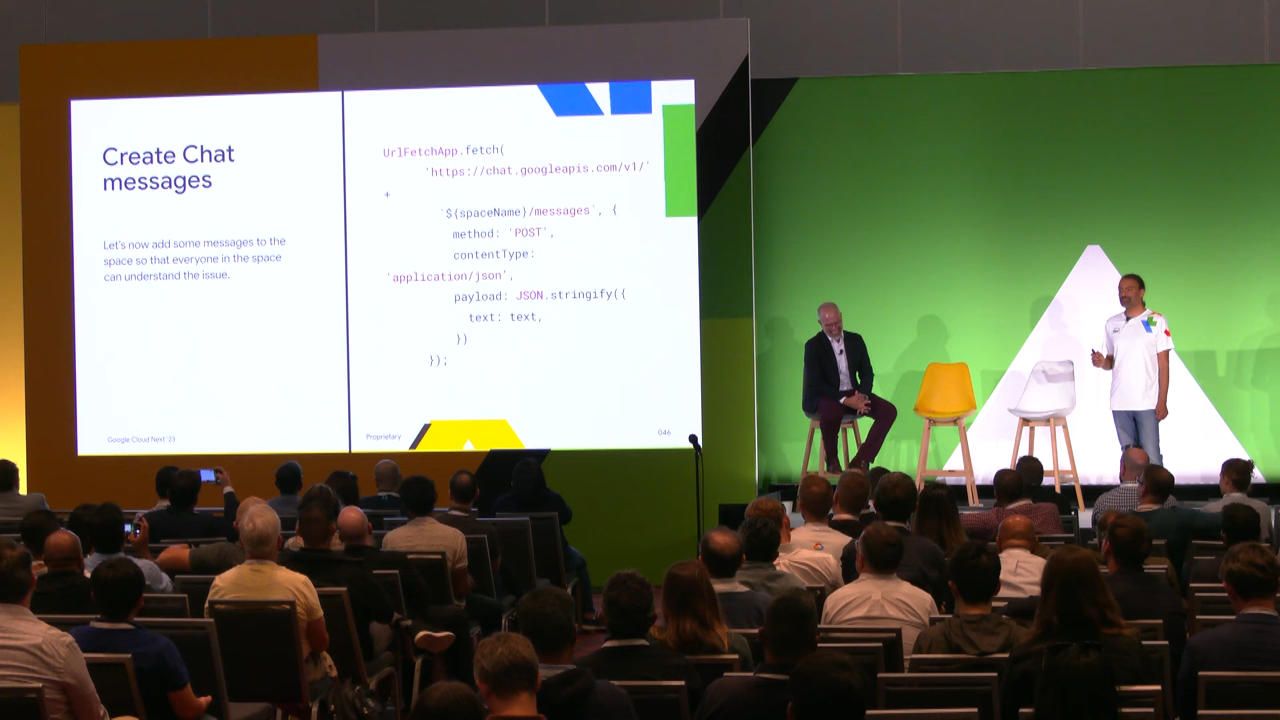 Create Chat
messages
Let's now add some messages to the
space so that everyone in the space
can understand the issue.
Google Cloud Next '23
UrlFetchApp.fetch(
'https://chat.googleapis.com/v1/'
+
`${spaceName}/messages`, {
method: 'POST',
contentType:
'application/json',
payload: JSON.stringify({
text: text,
})
});
Proprietary
046